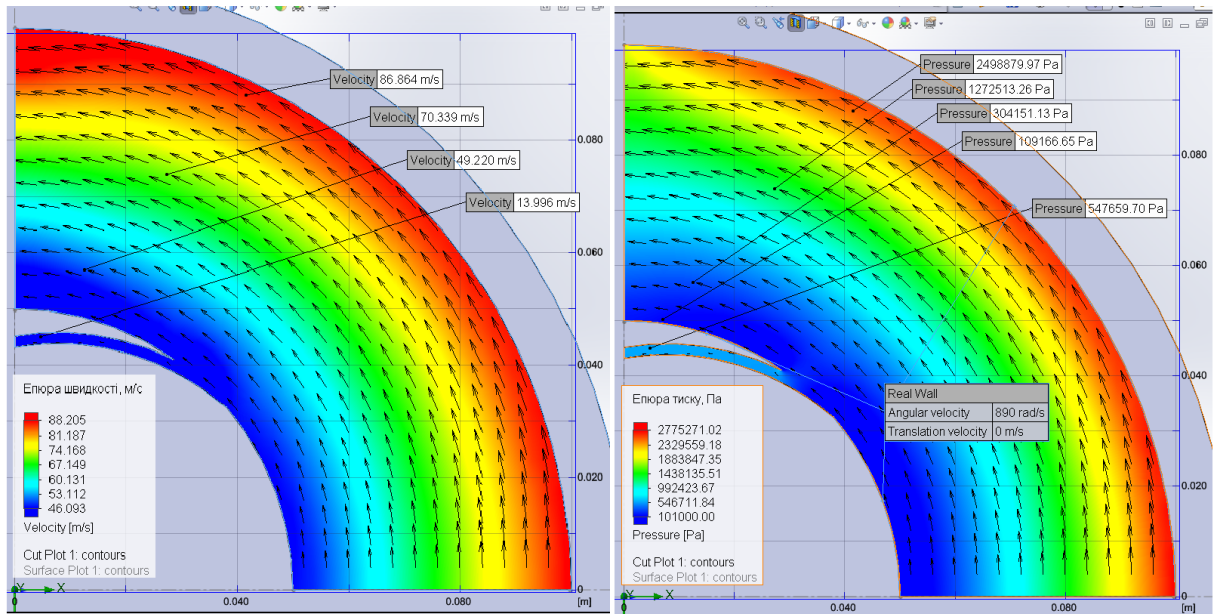 Velocity 86.864 m/s
Velocity 70.339 m/s
Velocity 49.220 m/s
Velocity 13.996 m/s
0.080
0.060
0.040
0.020
0
Епюра швидкості, м/с
88.205
81.187
74.168
67.149
60.131
53.112
46.093
Velocity [m/s]
Cut Plot 1: contours
Surface Plot 1: contours
Y
X
0
0.040
0.080
[m]
Pressure 2498879.97 Pa
Pressure 1272513.26 Pa
Pressure 304151.13 Pa
Pressure 109166.65 Pa
Pressure 547659.70 Pa
0.080
0.060
0.040
0.020
0
Real Wall
Angular velocity 890 rad/s
Translation velocity 0 m/s
Епюра тиску, Па
2775271.02
2329559.18
1883847.35
1438135.51
992423.67
546711.84
101000.00
Pressure [Pa]
Cut Plot 1: contours
Surface Plot 1: contours
Y
X
0
0.040
0.080
[m]